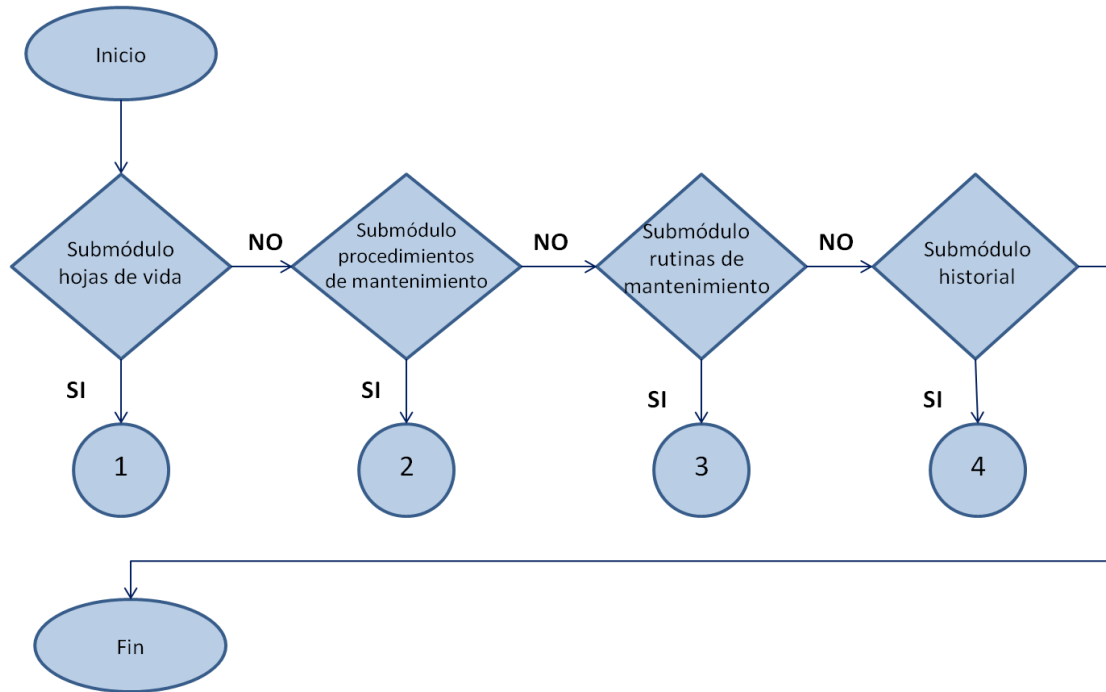 Inicio
Submódulo
hojas de vida
NO
Submódulo
procedimientos
de mantenimiento
NO
Submódulo
rutinas de
mantenimiento
NO
Submódulo
historial
SI
SI
SI
SI
1
2
3
4
Fin